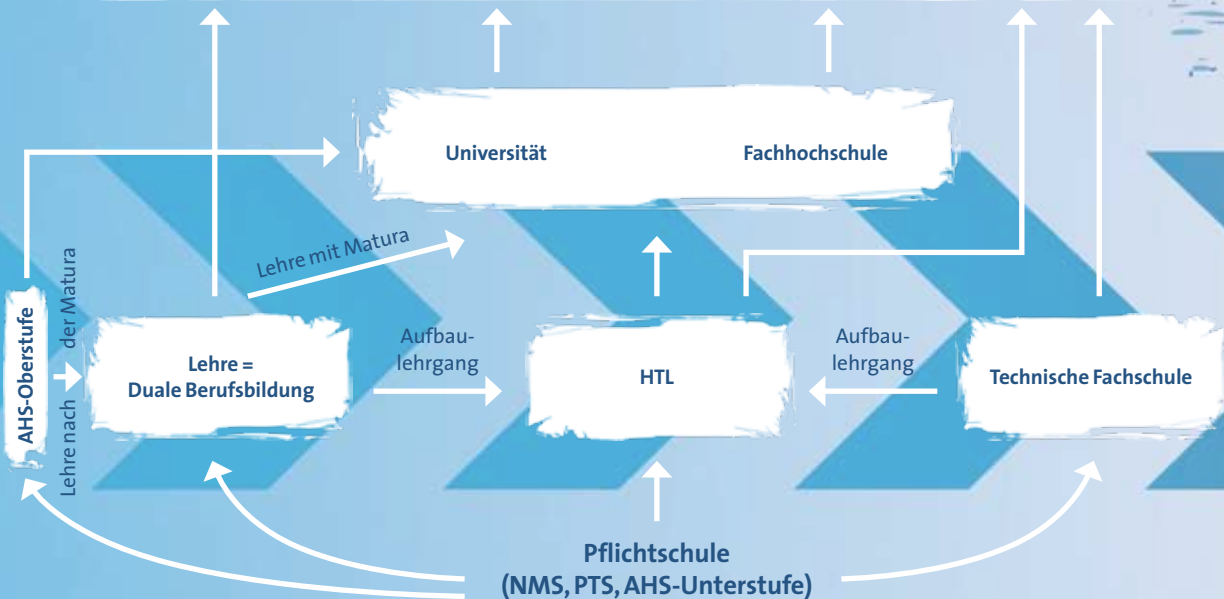 Universität
Fachhochschule
Lehre mit Matura
AHS-Oberstufe
Lehre nach der Matura
Lehre =
Duale Berufsbildung
Aufbau-
lehrgang
HTL
Aufbau-
lehrgang
Technische Fachschule
Pflichtschule
(NMS, PTS, AHS-Unterstufe)